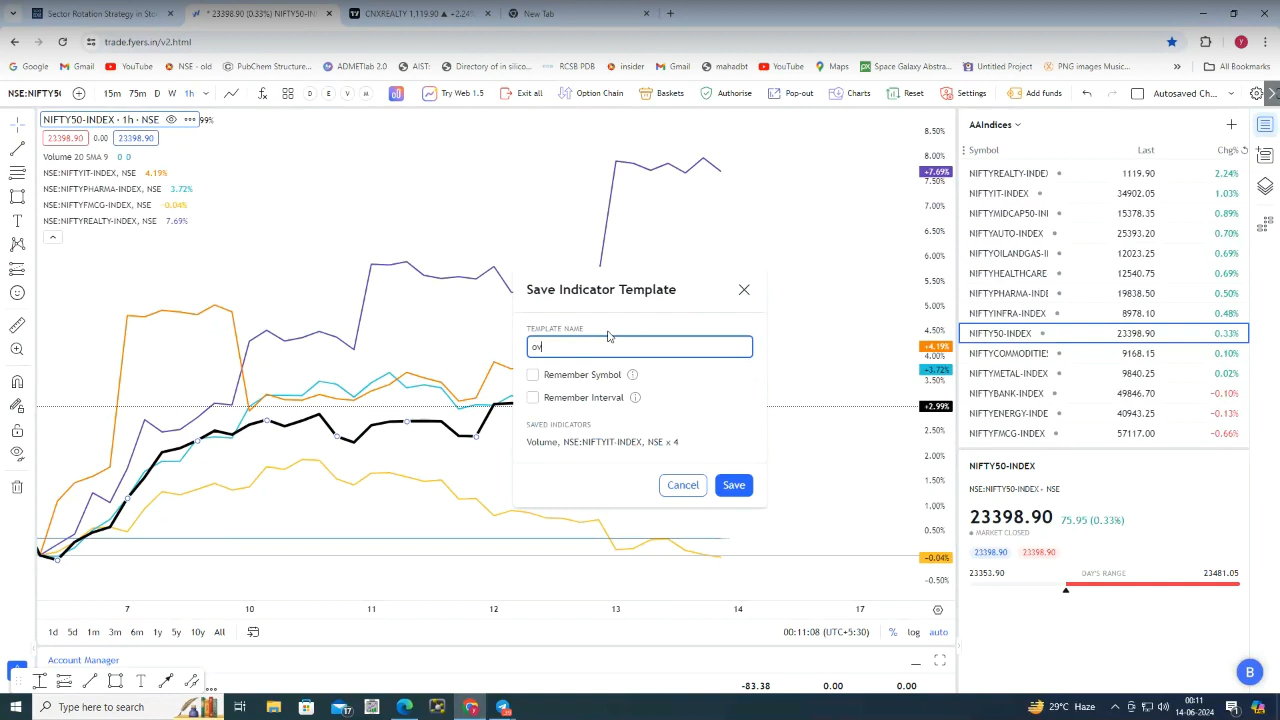 Sector Rotation Strategy in Stoc
* 23398.90 (0.33%) NIFTY50-INDE
CNXREALTY 1,119.90 ▲ +2.24%
New Tab
trade.fyers.in/v2.html
Google
Gmail
YouTube
NSE - old
PubChem Structure...
ADMETlab 2.0
AIST:
Directory of in silico...
RCSB PDB
insider
Gmail
mahadbt
YouTube
Maps
Space Galaxy Abstra...
Untitled Project
PNG images Music...
All Bookmarks
NSE:NIFTY50
15m 75m D W 1h
D E V M
Try Web 1.5
Exit all
Option Chain
Baskets
Authorise
Pop-out
Charts
Reset
Settings
Add funds
Autosaved Ch...
NIFTY50-INDEX · 1h · NSE
99%
23398.90 0.00 23398.90
Volume 20 SMA 9 0 0
NSE:NIFTYIT-INDEX, NSE 4.19%
NSE:NIFTYPHARMA-INDEX, NSE 3.72%
NSE:NIFTYFMCG-INDEX, NSE -0.04%
NSE:NIFTYREALTY-INDEX, NSE 7.69%
8.50%
8.00%
+7.69%
7.50%
7.00%
6.50%
6.00%
5.50%
5.00%
4.50%
+4.19%
4.00%
+3.72%
3.50%
+2.99%
2.50%
2.00%
1.50%
1.00%
0.50%
−0.04%
−0.50%
Save Indicator Template
TEMPLATE NAME
ov
Remember Symbol
Remember Interval
SAVED INDICATORS
Volume, NSE:NIFTYIT-INDEX, NSE x 4
Cancel
Save
7 10 11 12 13 14 17
1d 5d 1m 3m 6m 1y 5y 10y All
00:11:08 (UTC+5:30)
% log auto
Account Manager
-83.38 0.00 0.00
AAIndices
Symbol Last Chg%
NIFTYREALTY-INDEX 1119.90 2.24%
NIFTYIT-INDEX 34902.05 1.03%
NIFTYMIDCAP50-INI 15378.35 0.89%
NIFTYAUTO-INDEX 25393.20 0.70%
NIFTYOILANDGAS-II 12023.25 0.69%
NIFTYHEALTHCARE 12540.75 0.69%
NIFTYPHARMA-INDE 19838.50 0.50%
NIFTYINFRA-INDEX 8978.10 0.48%
NIFTY50-INDEX 23398.90 0.33%
NIFTYCOMMODITIES 9168.15 0.10%
NIFTYMETAL-INDEX 9840.25 0.02%
NIFTYBANK-INDEX 49846.70 −0.10%
NIFTYENERGY-INDE 40943.25 −0.13%
NIFTYFMCG-INDEX 57117.00 −0.66%
NIFTY50-INDEX
NSE:NIFTY50-INDEX • NSE
23398.90 75.95 (0.33%)
MARKET CLOSED
23398.90 23398.90
23353.90 DAY'S RANGE 23481.05
B
Type here to search
29°C Haze
00:11
14-06-2024